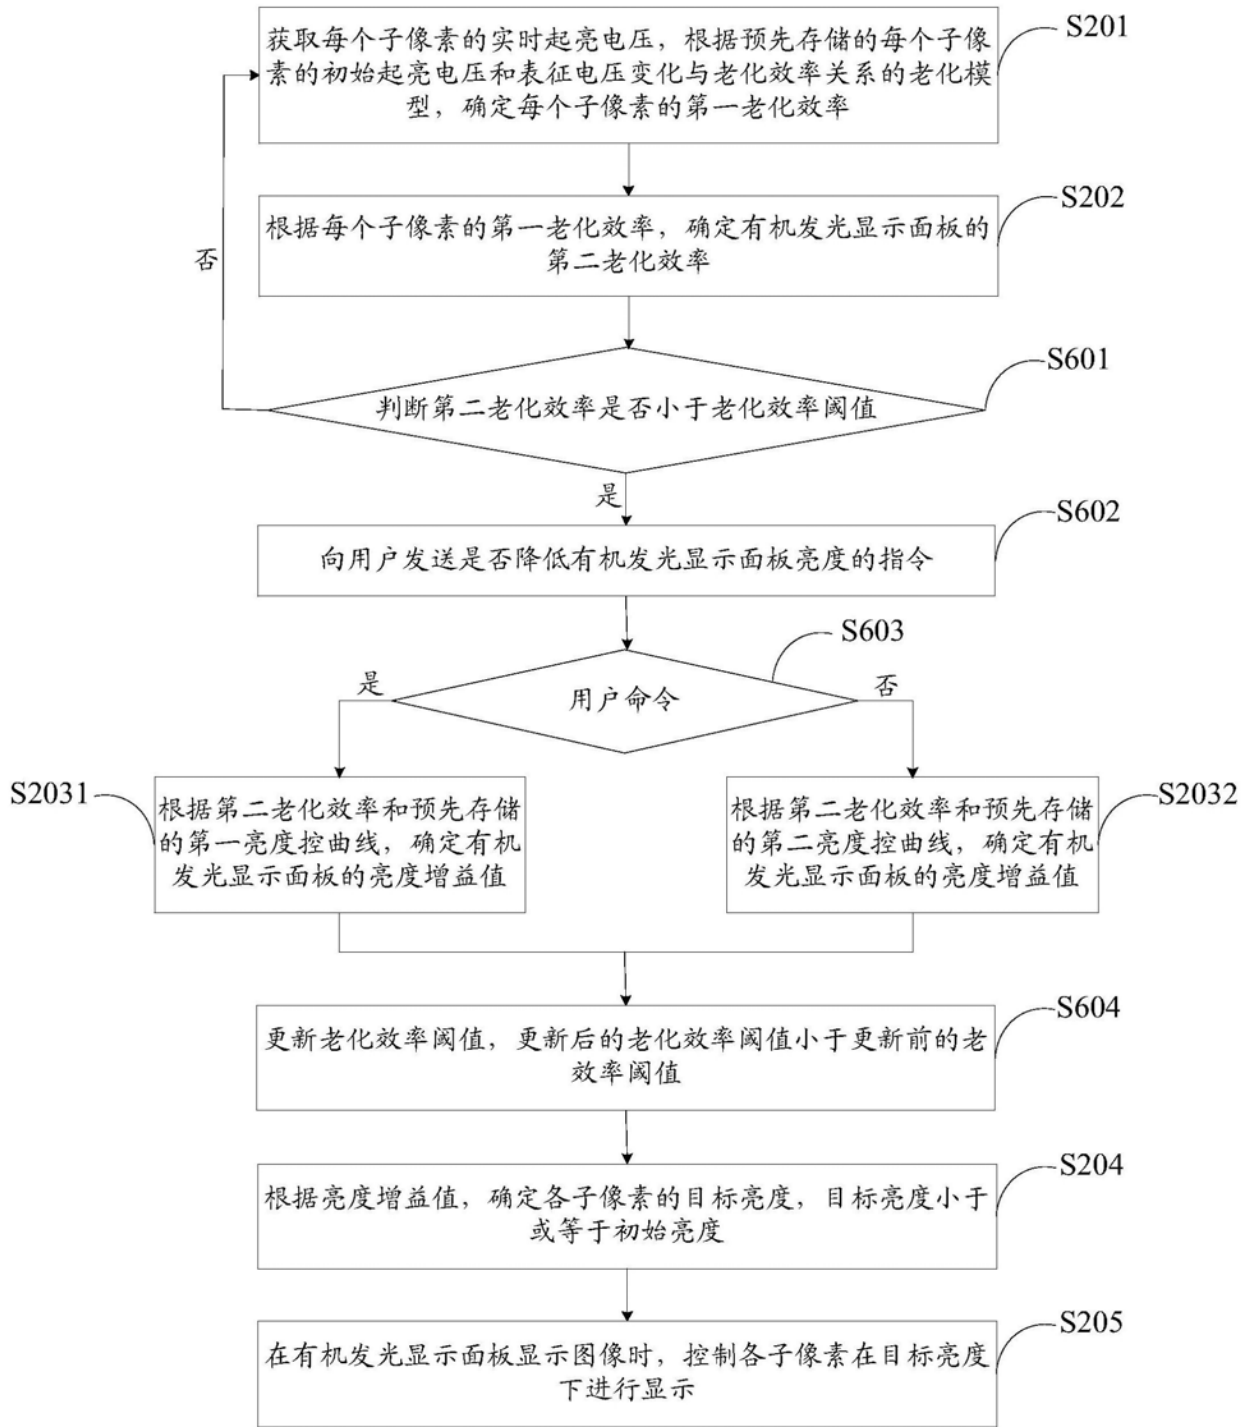 S201
获取每个子像素的实时起亮电压，根据预先存储的每个子像
素的初始起亮电压和表征电压变化与老化效率关系的老化模
型，确定每个子像素的第一老化效率
S202
根据每个子像素的第一老化效率，确定有机发光显示面板的
第二老化效率
否
S601
判断第二老化效率是否小于老化效率阈值
是
S602
向用户发送是否降低有机发光显示面板亮度的指令
S603
是
用户命令
否
S2031
根据第二老化效率和预先存储
的第一亮度控曲线，确定有机
发光显示面板的亮度增益值
S2032
根据第二老化效率和预先存储
的第二亮度控曲线，确定有机
发光显示面板的亮度增益值
S604
更新老化效率阈值，更新后的老化效率阈值小于更新前的老
效率阈值
S204
根据亮度增益值，确定各子像素的目标亮度，目标亮度小于
或等于初始亮度
S205
在有机发光显示面板显示图像时，控制各子像素在目标亮度
下进行显示